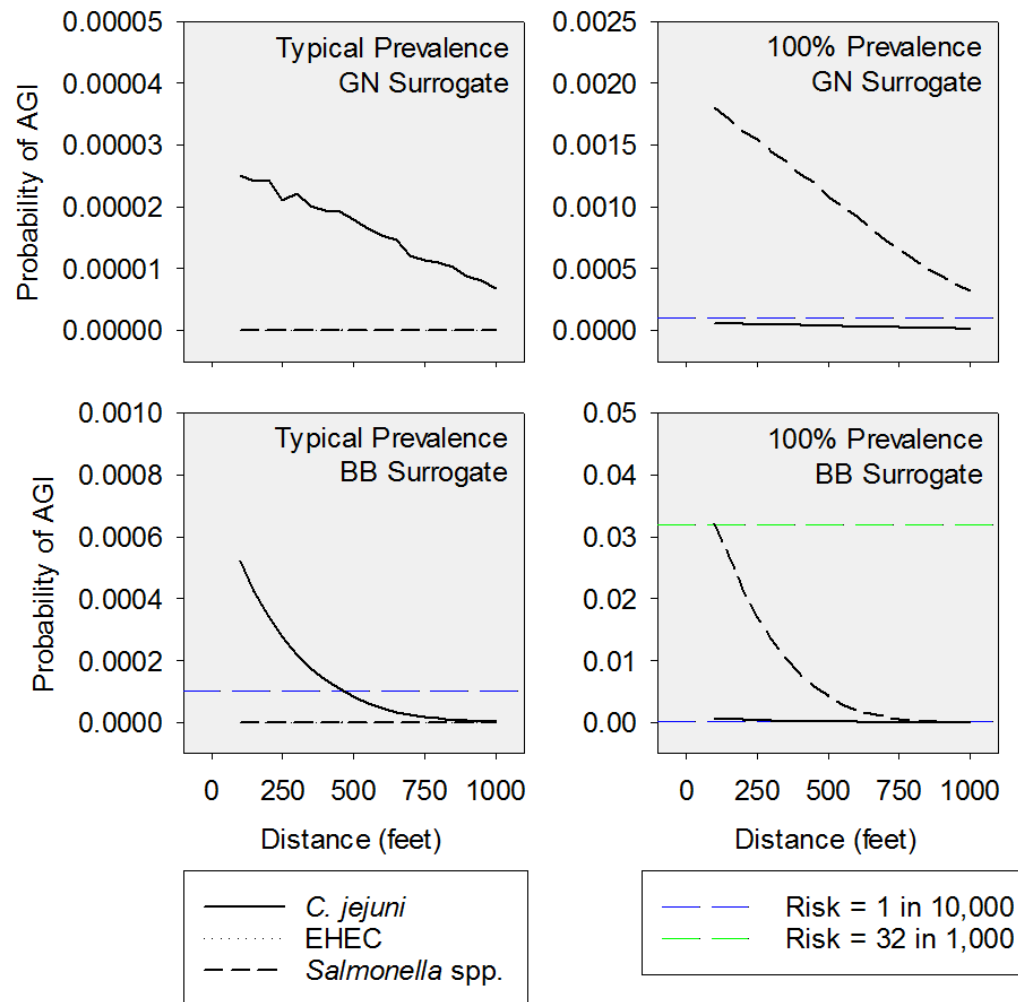 Probability of AGI
0.00005
0.00004
0.00003
0.00002
0.00001
0.00000
Typical Prevalence
GN Surrogate
0.0025
0.0020
0.0015
0.0010
0.0005
0.0000
100% Prevalence
GN Surrogate
Probability of AGI
0.0010
0.0008
0.0006
0.0004
0.0002
0.0000
Typical Prevalence
BB Surrogate
0 250 500 750 1000
Distance (feet)
0.05
0.04
0.03
0.02
0.01
0.00
100% Prevalence
BB Surrogate
0 250 500 750 1000
Distance (feet)
C. jejuni
EHEC
Salmonella spp.
Risk = 1 in 10,000
Risk = 32 in 1,000